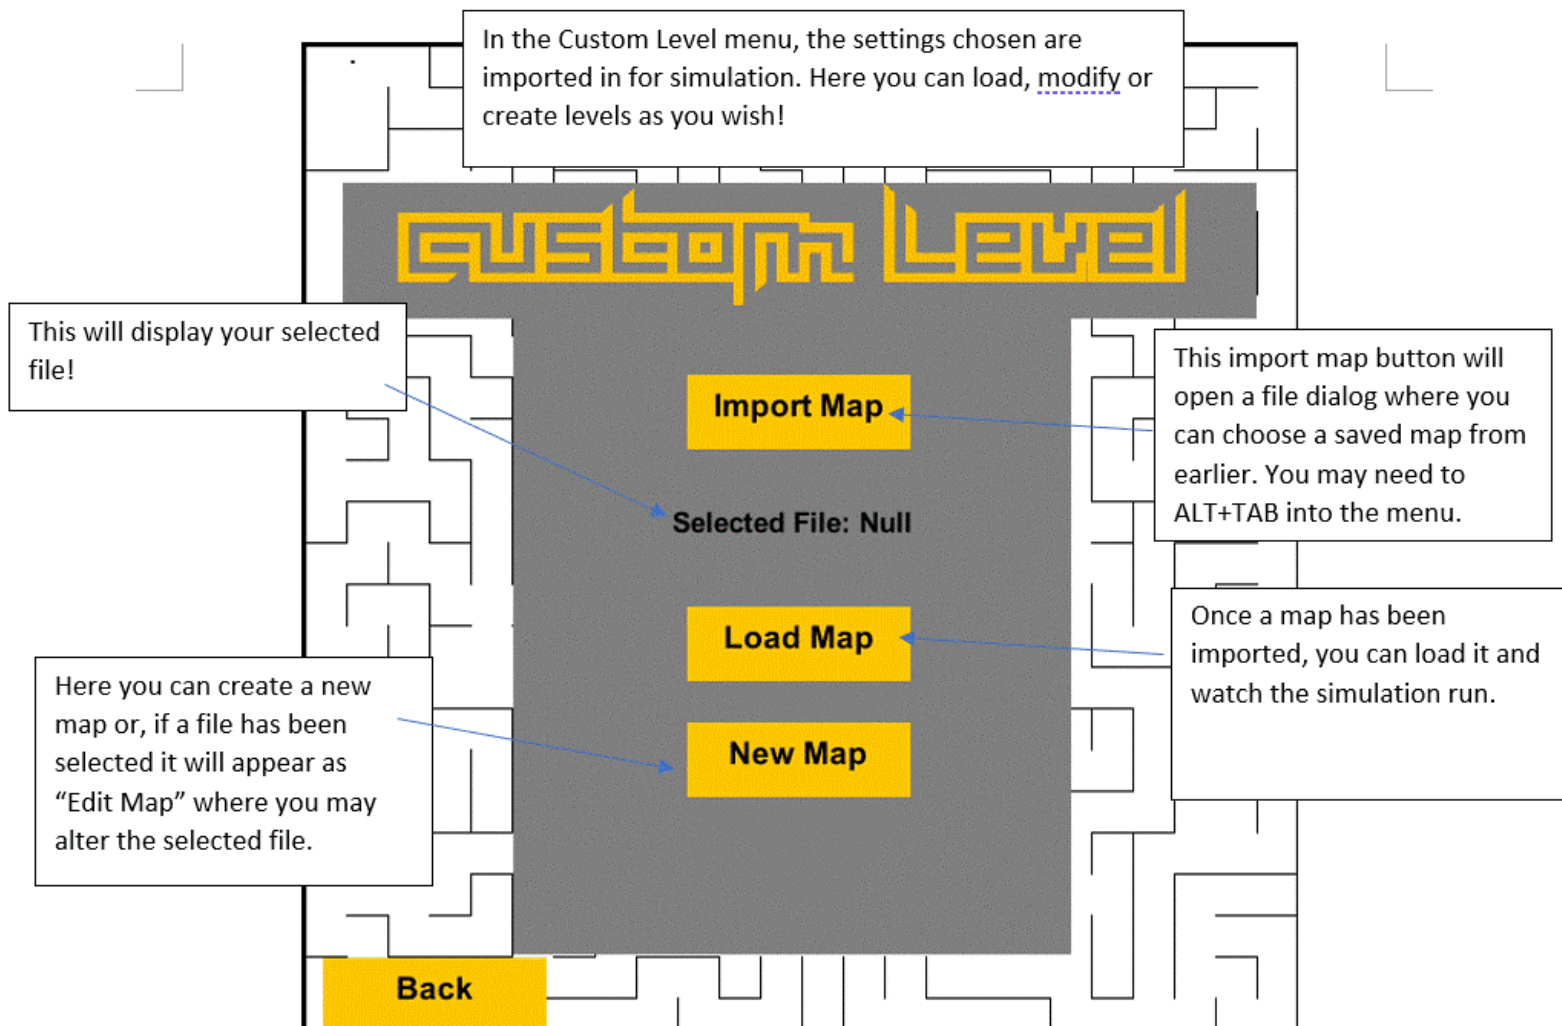 In the Custom Level menu, the settings chosen are
imported in for simulation. Here you can load, modify or
create levels as you wish!
Custom Level
This will display your selected
file!
Import Map
This import map button will
open a file dialog where you
can choose a saved map from
earlier. You may need to
ALT+TAB into the menu.
Selected File: Null
Load Map
Once a map has been
imported, you can load it and
watch the simulation run.
Here you can create a new
map or, if a file has been
selected it will appear as
“Edit Map” where you may
alter the selected file.
New Map
Back